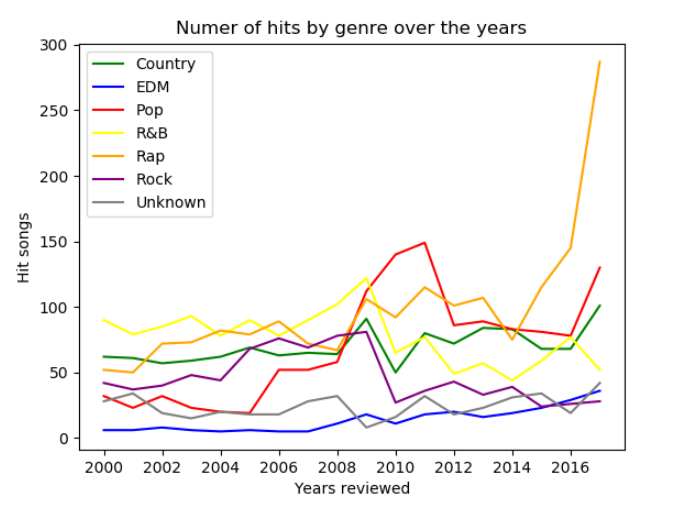 Numer of hits by genre over the years
Hit songs
300
250
200
150
100
50
0
Country
EDM
Pop
R&B
Rap
Rock
Unknown
2000 2002 2004 2006 2008 2010 2012 2014 2016
Years reviewed